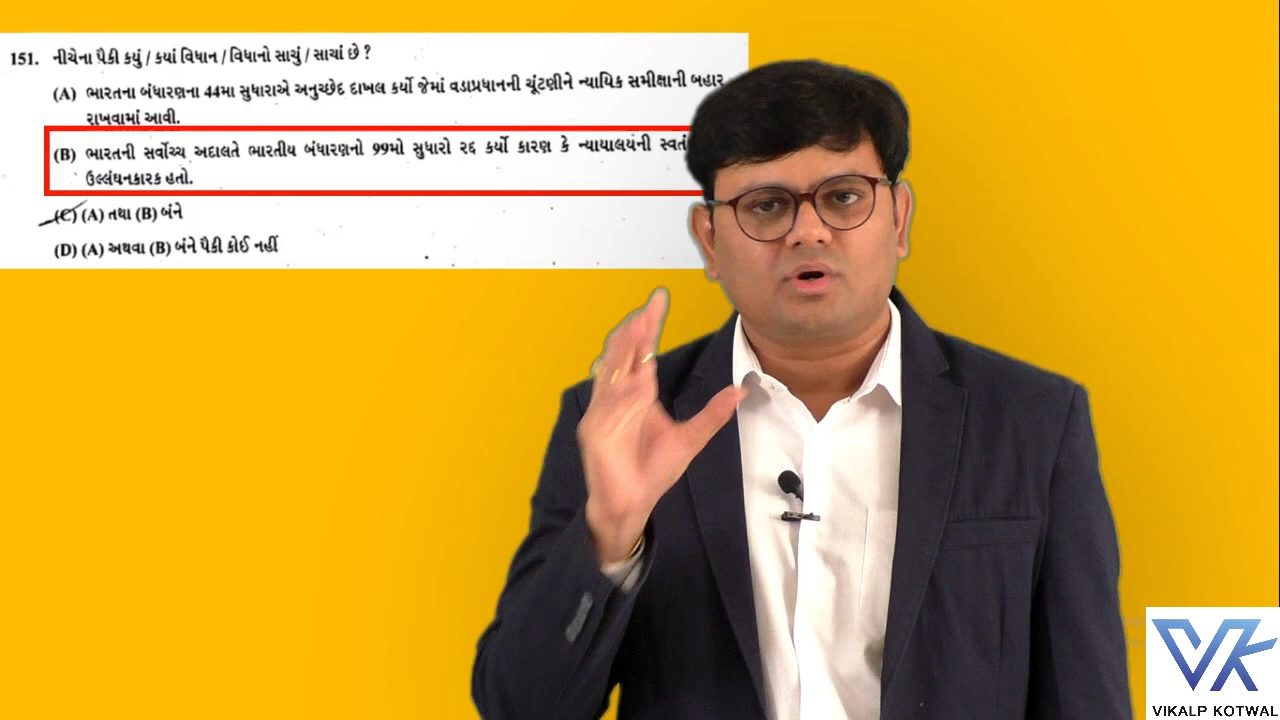 151. નીચેના પૈકી કયું / કયાં વિધાન / વિધાનો સાચું / સાચાં છે ?
(A) ભારતના બંધારણના 44મા સુધારાએ અનુચ્છેદ દાખલ કર્યો જેમાં વડાપ્રધાનની ચૂંટણીને ન્યાયિક સમીક્ષાની બહાર
રાખવામાં આવી.
(B) ભારતની સર્વોચ્ચ અદાલતે ભારતીય બંધારણનો 99મો સુધારો રદ કર્યો કારણ કે ન્યાયાલયની
ઉલ્લંઘનકારક હતો.
(C) (A) તથા (B) બંને
(D) (A) અથવા (B) બંને પૈકી કોઈ નહીં
VIKALP KOTWAL